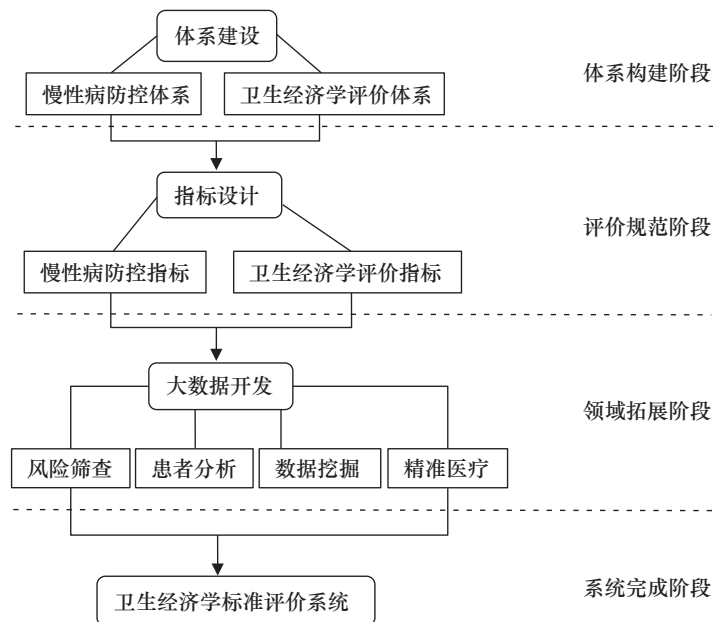 体系建设
体系构建阶段
慢性病防控体系
卫生经济学评价体系
指标设计
评价规范阶段
慢性病防控指标
卫生经济学评价指标
大数据开发
领域拓展阶段
风险筛查
患者分析
数据挖掘
精准医疗
系统完成阶段
卫生经济学标准评价系统